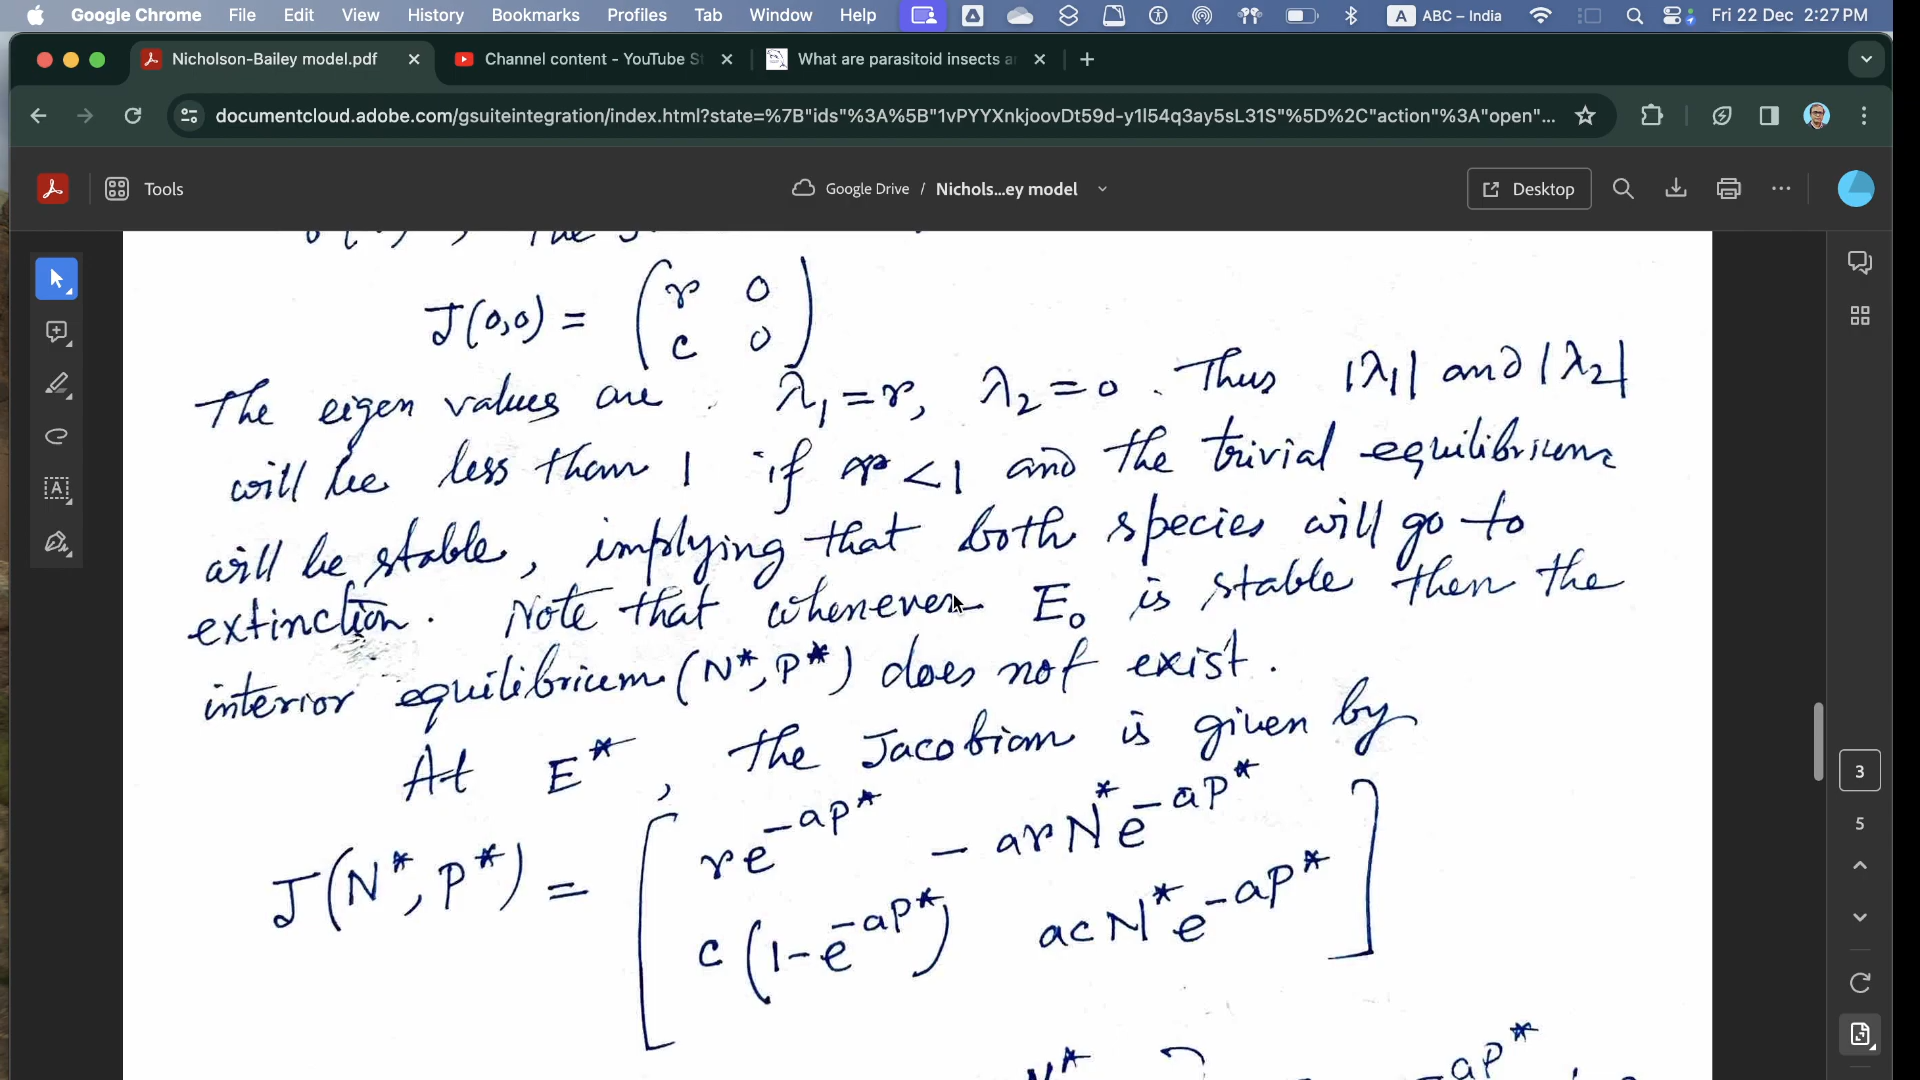 Google Chrome File Edit View History Bookmarks Profiles Tab Window Help A ABC – India Fri 22 Dec 2:27 PM
Nicholson-Bailey model.pdf Channel content - YouTube S What are parasitoid insects a
documentcloud.adobe.com/gsuiteintegration/index.html?state=%7B"ids"%3A%5B"1vPYYXnkjoovDt59d-y1l54q3ay5sL31S"%5D%2C"action"%3A"open"...
Tools Google Drive / Nichols...ey model Desktop
J(0,0) = ( r 0
c 0 )
The eigen values are λ₁ = r, λ₂ = 0. Thus |λ₁| and |λ₂|
will be less than 1 if r < 1 and the trivial equilibrium
will be stable, implying that both species will go to
extinction. Note that whenever E₀ is stable then the
interior equilibrium (N*, P*) does not exist.
At E*, the Jacobian is given by
J(N*, P*) = [ re^{-aP*} - arN*e^{-aP*}
c(1-e^{-aP*}) acN*e^{-aP*} ]
3
5